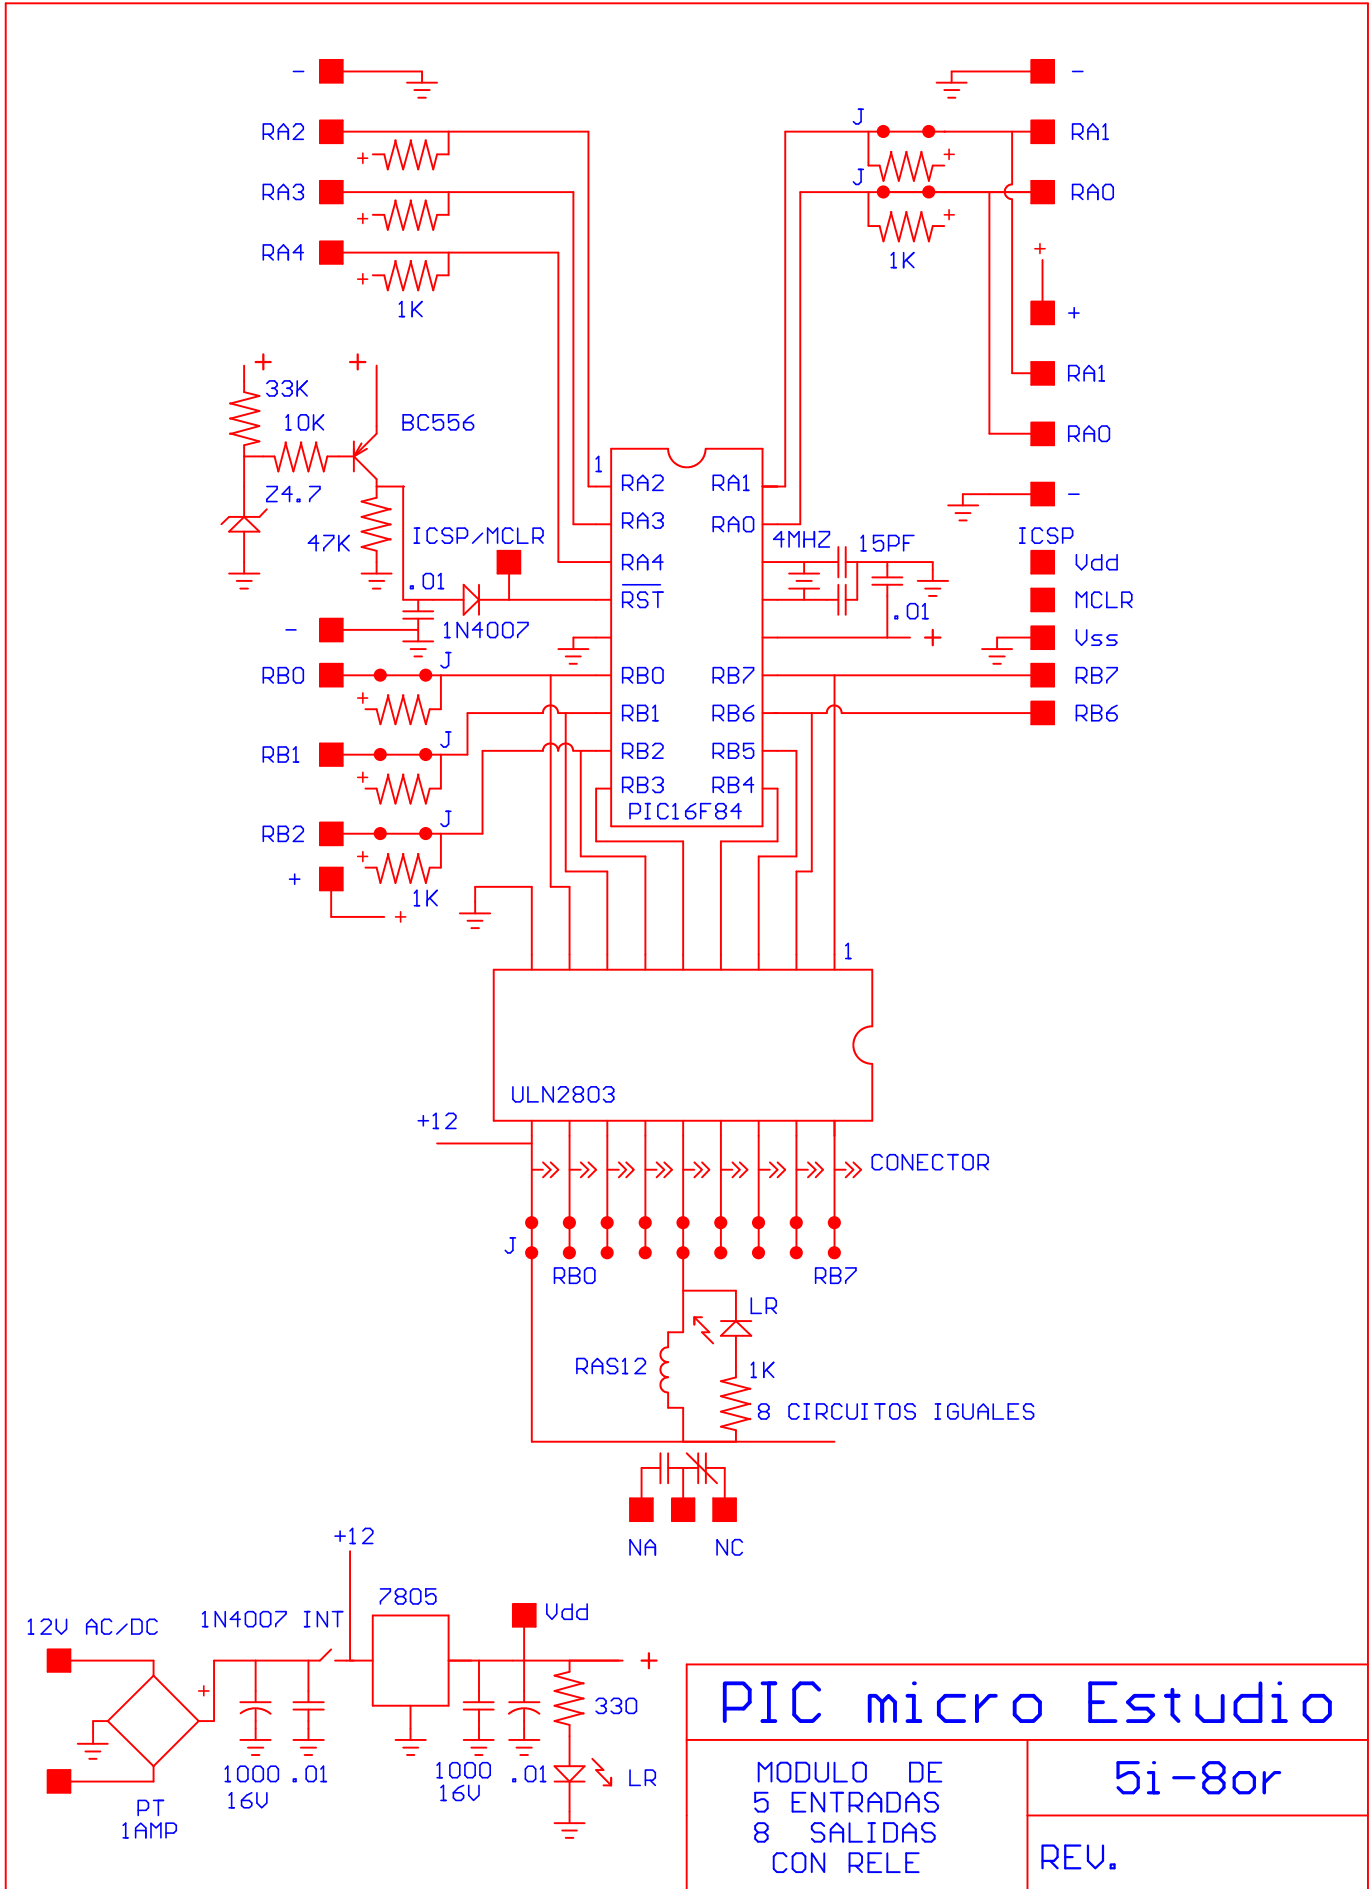 - -
RA2 J RA1
+ +
RA3 J RA0
+ +
RA4 1K +
+
1K +
RA1
+ +
33K
10K BC556 RA0
1 RA2 RA1
Z4.7 -
RA3 RA0
47K ICSP/MCLR 4MHZ 15PF ICSP
RA4 Vdd
.01 RST MCLR
.01
- 1N4007 + Vss
J
RB0 RB0 RB7 RB7
+
RB1 RB6 RB6
J
RB1 RB2 RB5
+
RB3 RB4
PIC16F84
J
RB2
+
+ 1K
+
1
ULN2803
+12
CONECTOR
J
RB0 RB7
LR
RAS12 1K
8 CIRCUITOS IGUALES
+12
NA NC
7805
12V AC/DC 1N4007 INT Vdd
+
+
330
1000 .01 1000 .01 LR
16V 16V
PT
1AMP
PIC micro Estudio
MODULO DE
5 ENTRADAS
8 SALIDAS
CON RELE
5i-8or
REV.